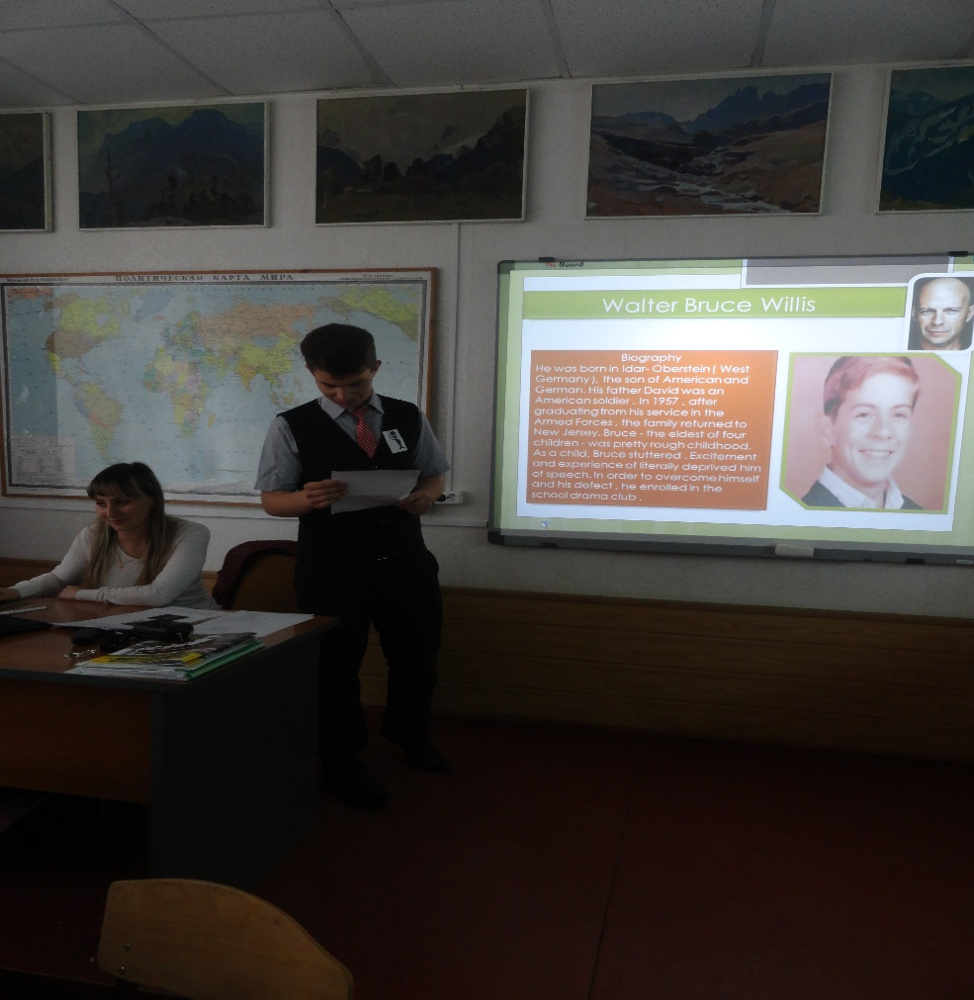 ПОЛИТИЧЕСКАЯ КАРТА МИРА
Board
Walter Bruce Willis
Biography
He was born in Idar- Oberstein ( West
Germany ), the son of American and
German. His father David was an
American soldier . In 1957 , after
graduating from his service in the
Armed Forces , the family returned to
New Jersey. Bruce - the eldest of four
children - was pretty rough childhood.
As a child, Bruce stuttered . Excitement
and experience of literally deprived him
of speech. In order to overcome himself
and his defect , he enrolled in the
school drama club .